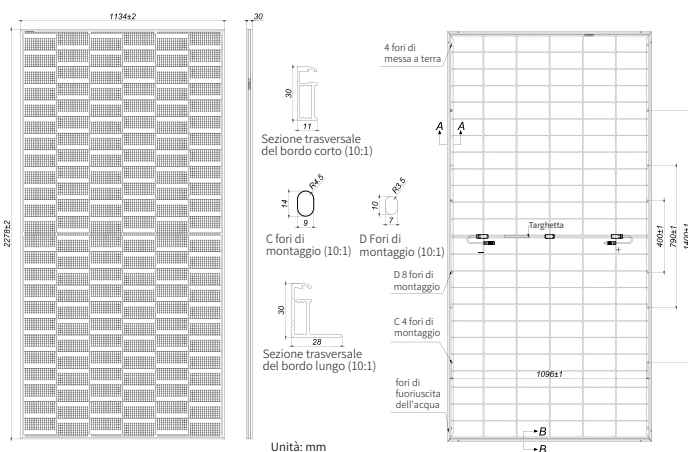 1134±2
30
2278±2
30
11
Sezione trasversale
del bordo corto (10:1)
14
R4.5
9
C fori di
montaggio (10:1)
10
R3.5
7
D Fori di
montaggio (10:1)
30
28
Sezione trasversale
del bordo lungo (10:1)
Unità: mm
4 fori di
messa a terra
A A
Targhetta
- +
D 8 fori di
montaggio
C 4 fori di
montaggio
fori di
fuoriuscita
dell'acqua
1096±1
400±1
790±1
1400±1
B
B